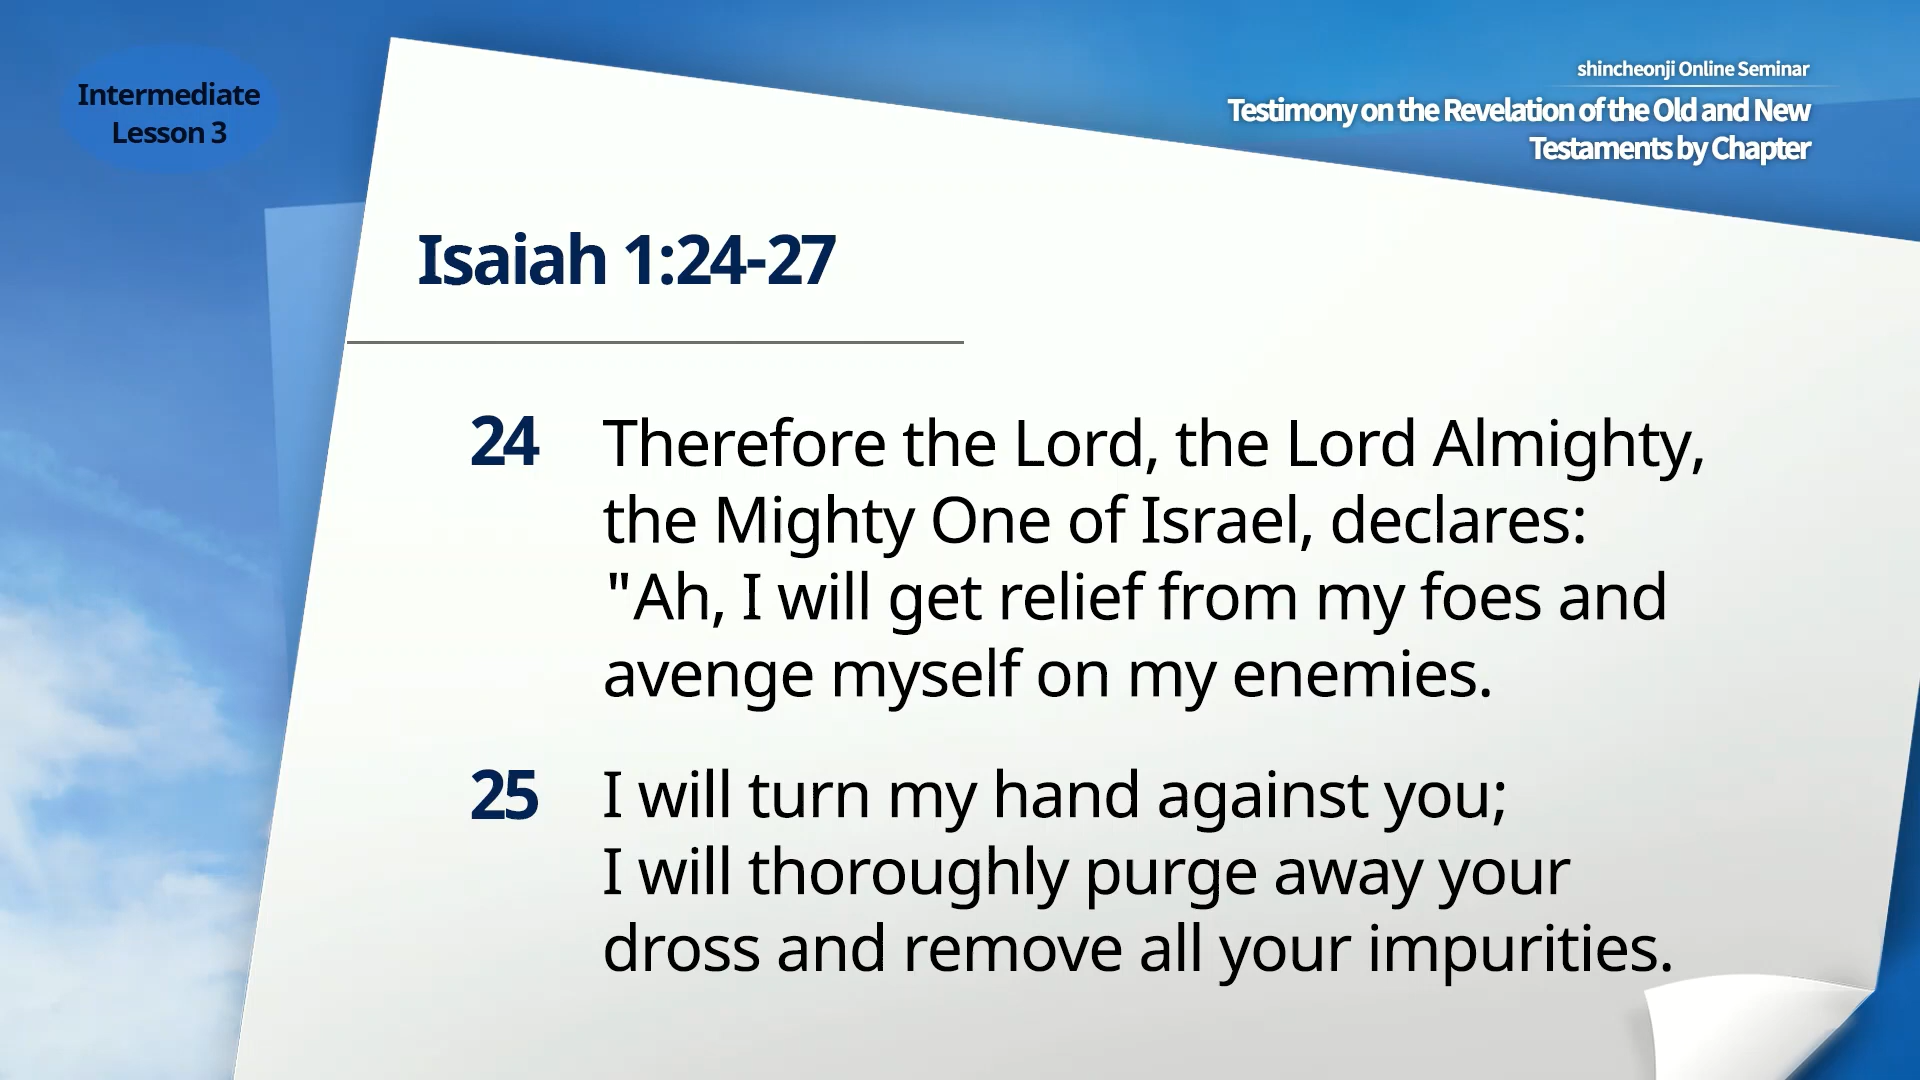 Intermediate
Lesson 3
shincheonji Online Seminar
Testimony on the Revelation of the Old and New
Testaments by Chapter
Isaiah 1:24-27
24 Therefore the Lord, the Lord Almighty,
the Mighty One of Israel, declares:
"Ah, I will get relief from my foes and
avenge myself on my enemies.
25 I will turn my hand against you;
I will thoroughly purge away your
dross and remove all your impurities.